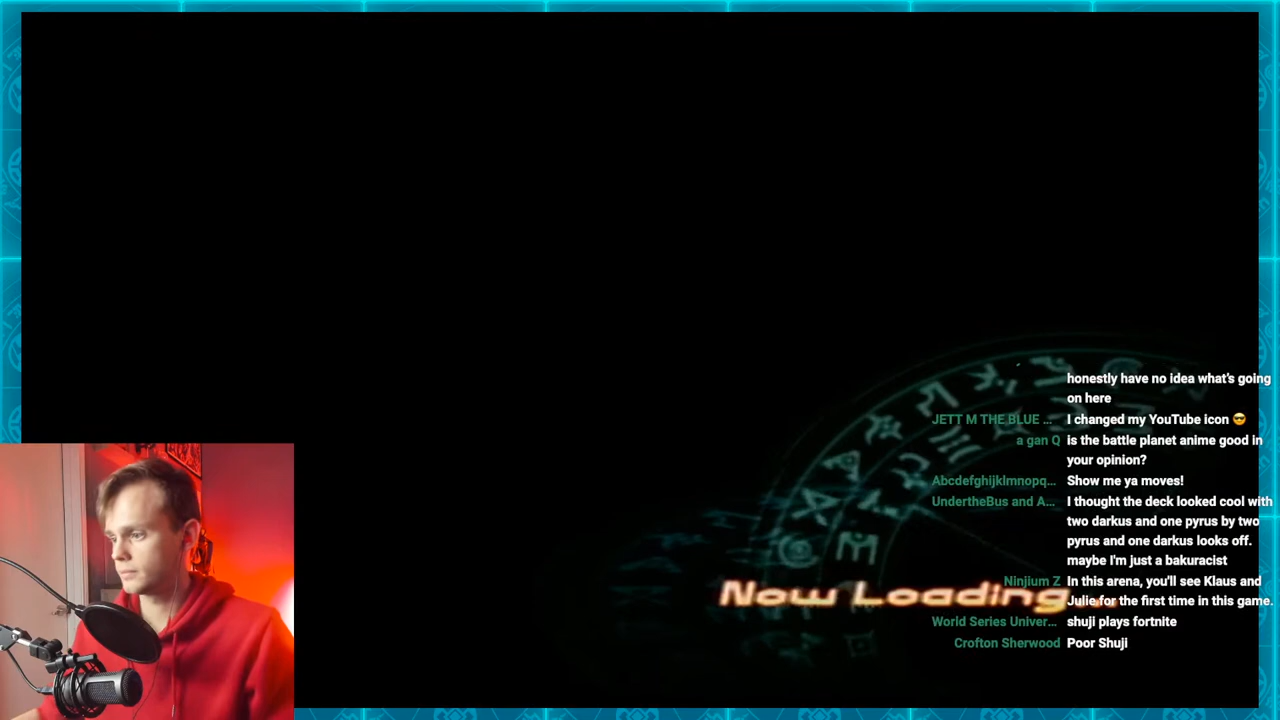 honestly have no idea what's going
on here
JETT M THE BLUE ... I changed my YouTube icon 😎
a gan Q is the battle planet anime good in
your opinion?
Abcdefghijklmnopq... Show me ya moves!
UndertheBus and A... I thought the deck looked cool with
two darkus and one pyrus by two
pyrus and one darkus looks off.
maybe I'm just a bakuracist
Ninjium Z In this arena, you'll see Klaus and
Julie for the first time in this game.
Now Loading...
World Series Univer... shuji plays fortnite
Crofton Sherwood Poor Shuji